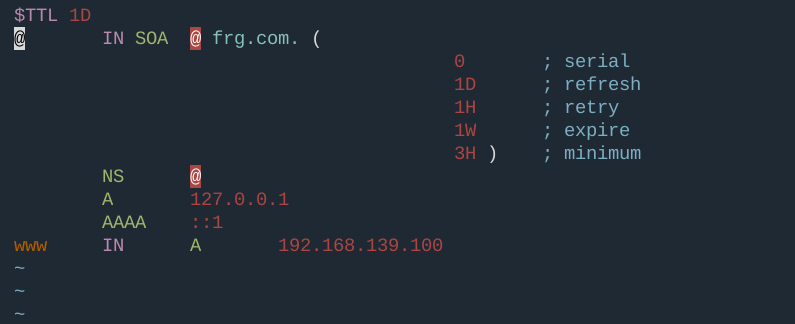 $TTL 1D
@ IN SOA @ frg.com. (
0 ; serial
1D ; refresh
1H ; retry
1W ; expire
3H ) ; minimum
NS @
A 127.0.0.1
AAAA ::1
www IN A 192.168.139.100
~
~
~